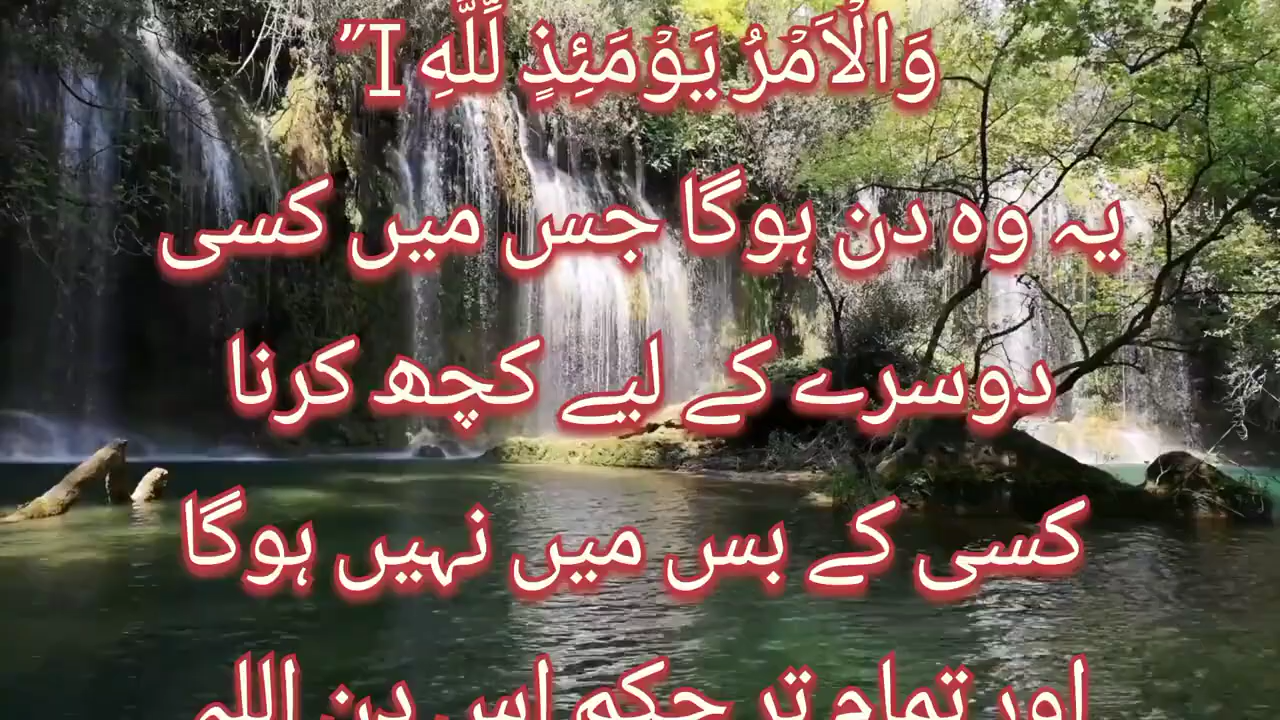 وَالۡاَمۡرُ يَوۡمَئِذٍ لِّلَّهِ I”
یہ وہ دن ہوگا جس میں کسی
دوسرے کے لیے کچھ کرنا
کسی کے بس میں نہیں ہوگا
اور تمام تر حکم اس دن اللہ